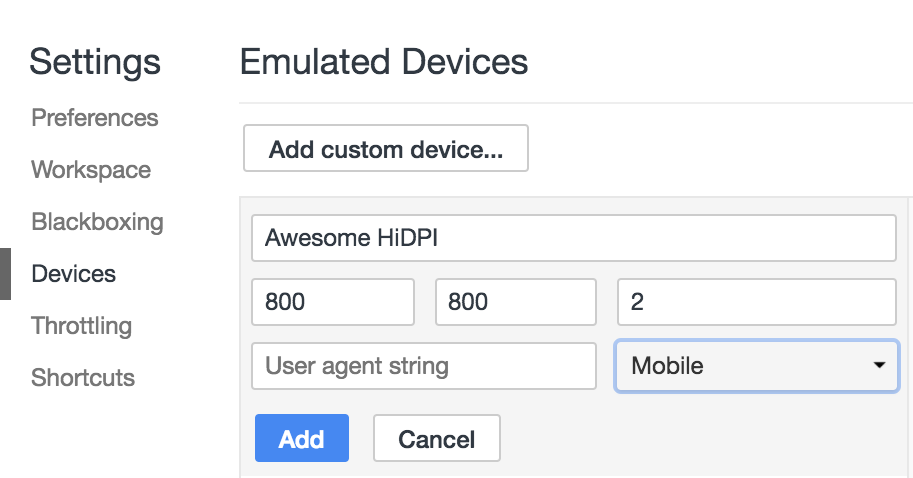 Settings
Preferences
Workspace
Blackboxing
Devices
Throttling
Shortcuts
Emulated Devices
Add custom device...
Awesome HiDPI
800 800 2
User agent string Mobile
Add Cancel